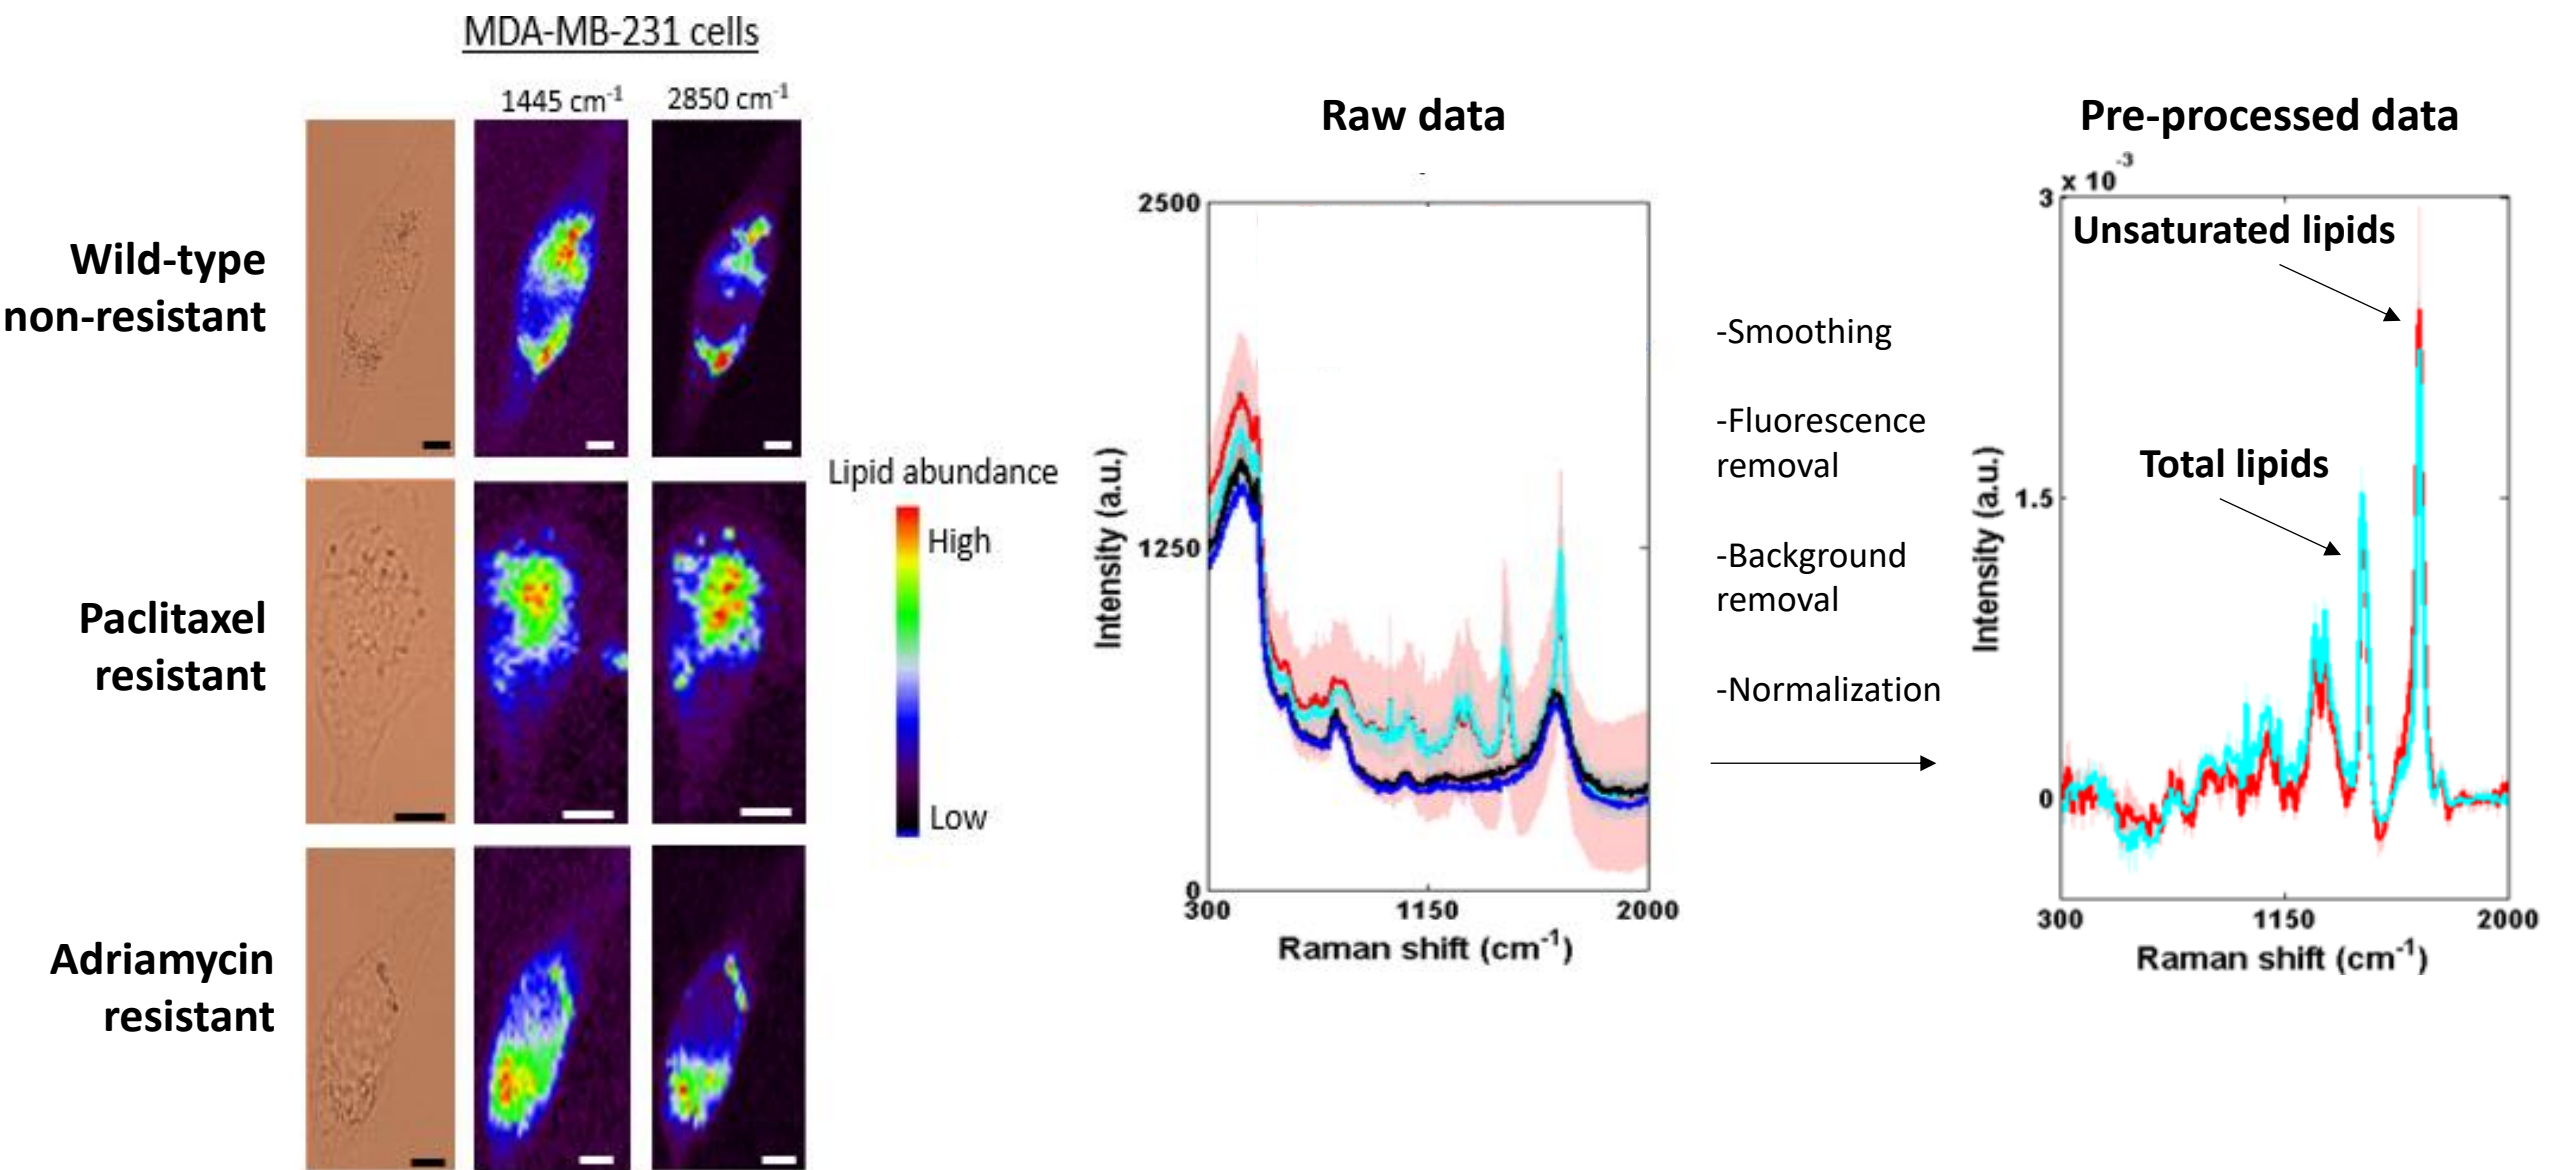 MDA-MB-231 cells
1445 cm-1
2850 cm-1
Wild-type
non-resistant
Paclitaxel
resistant
Adriamycin
resistant
Lipid abundance
High
Low
Raw data
2500
1250
0
300
1150
2000
Intensity (a.u.)
Raman shift (cm-1)
-Smoothing
-Fluorescence
removal
-Background
removal
-Normalization
Pre-processed data
x 10-3
3
1.5
0
300
1150
2000
Intensity (a.u.)
Raman shift (cm-1)
Unsaturated lipids
Total lipids